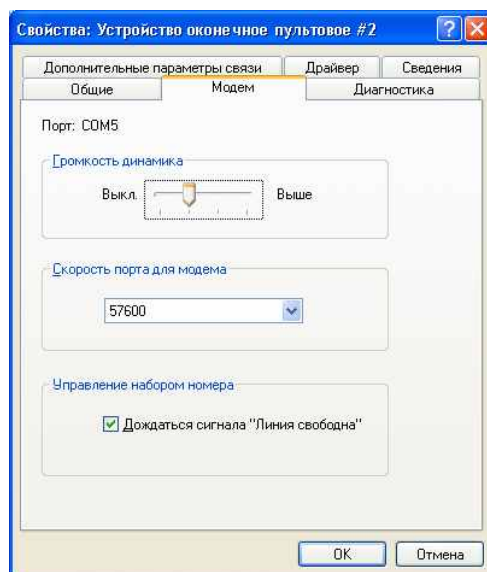 Свойства: Устройство оконечное пультовое #2
Дополнительные параметры связи Драйвер Сведения
Общие Модем Диагностика
Порт: COM5
Громкость динамика
Выкл. Выше
Скорость порта для модема
57600
Управление набором номера
Дождаться сигнала "Линия свободна"
OK Отмена